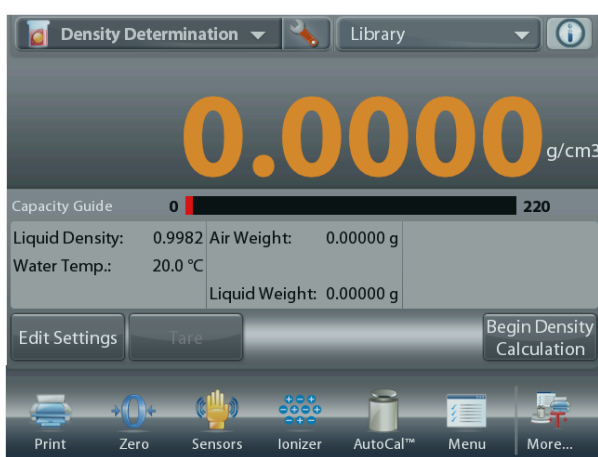 Density Determination Library
0.0000 g/cm3
Capacity Guide 0 220
Liquid Density: 0.9982 Air Weight: 0.00000 g
Water Temp.: 20.0 °C
Liquid Weight: 0.00000 g
Edit Settings Tare Begin Density
Calculation
Print Zero Sensors Ionizer AutoCal™ Menu More...